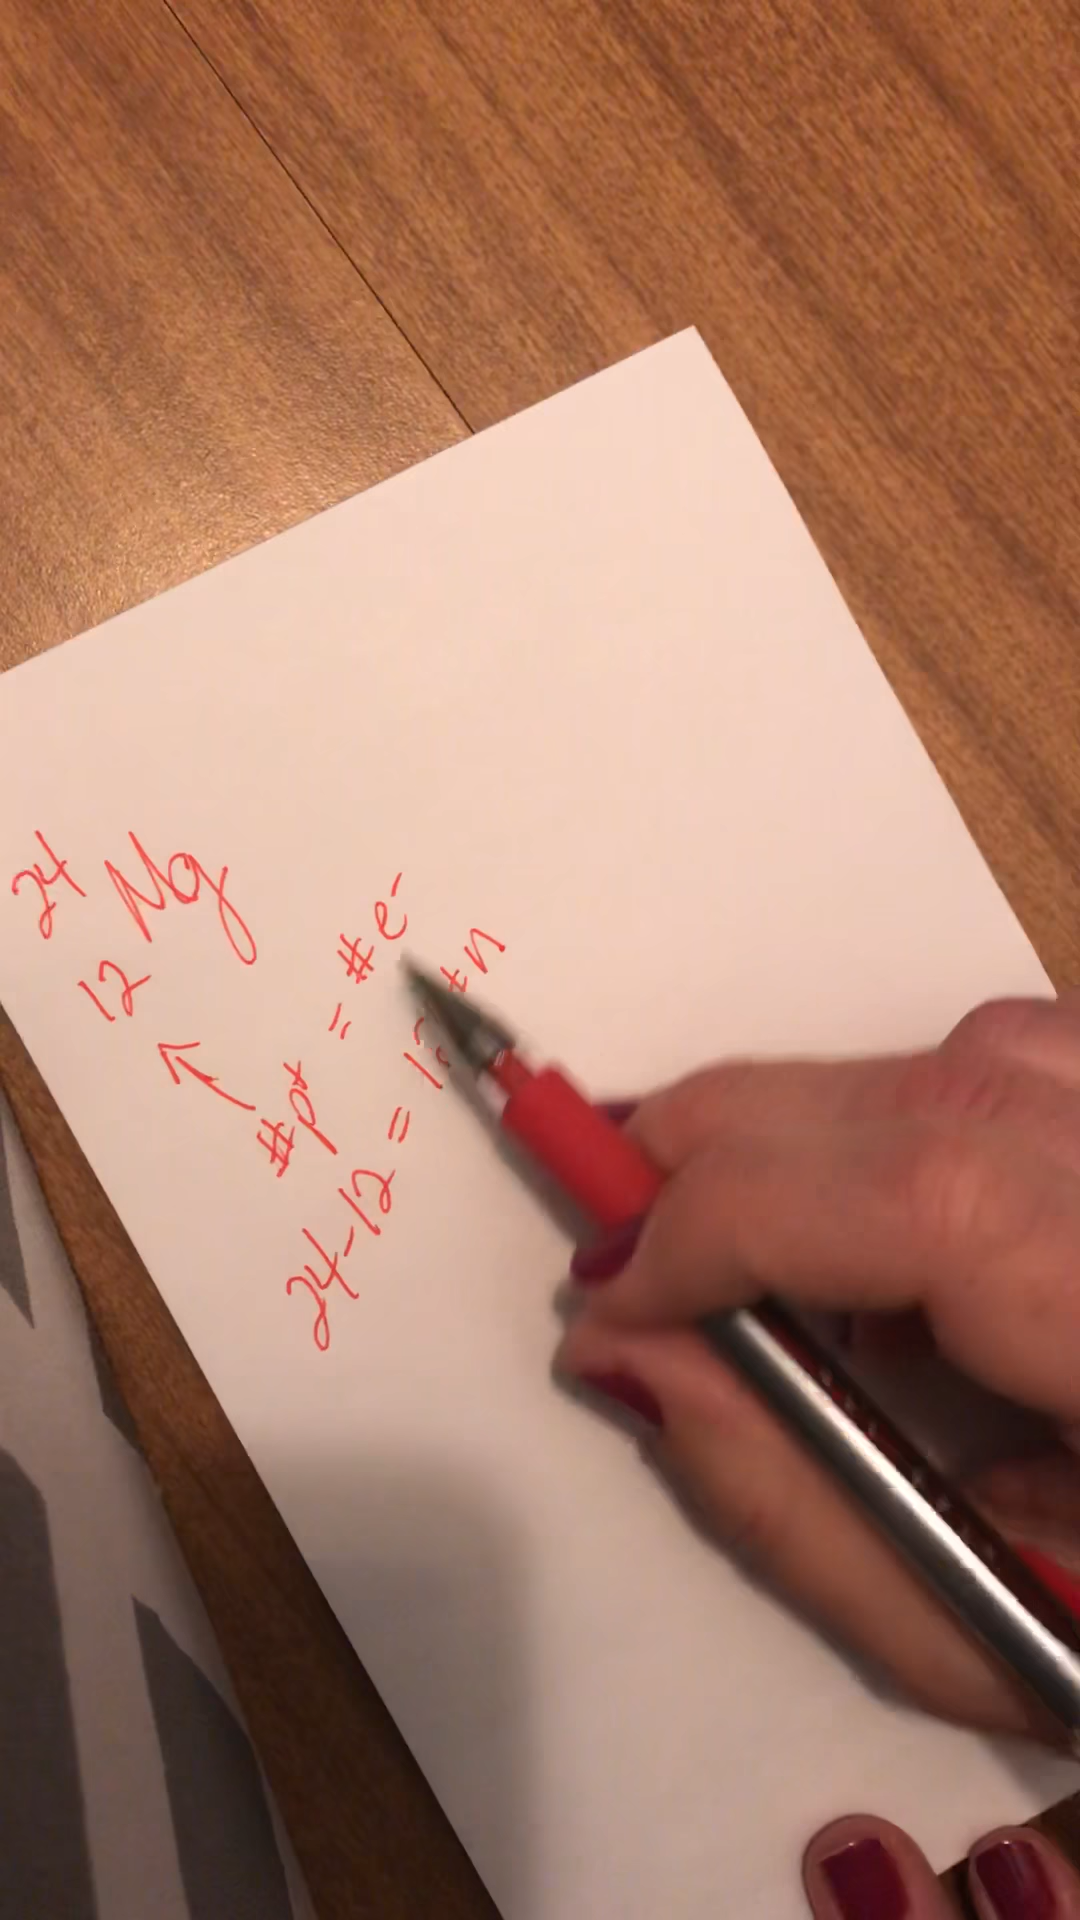 24 Mg
12
#p+ = #e-
24-12 = n